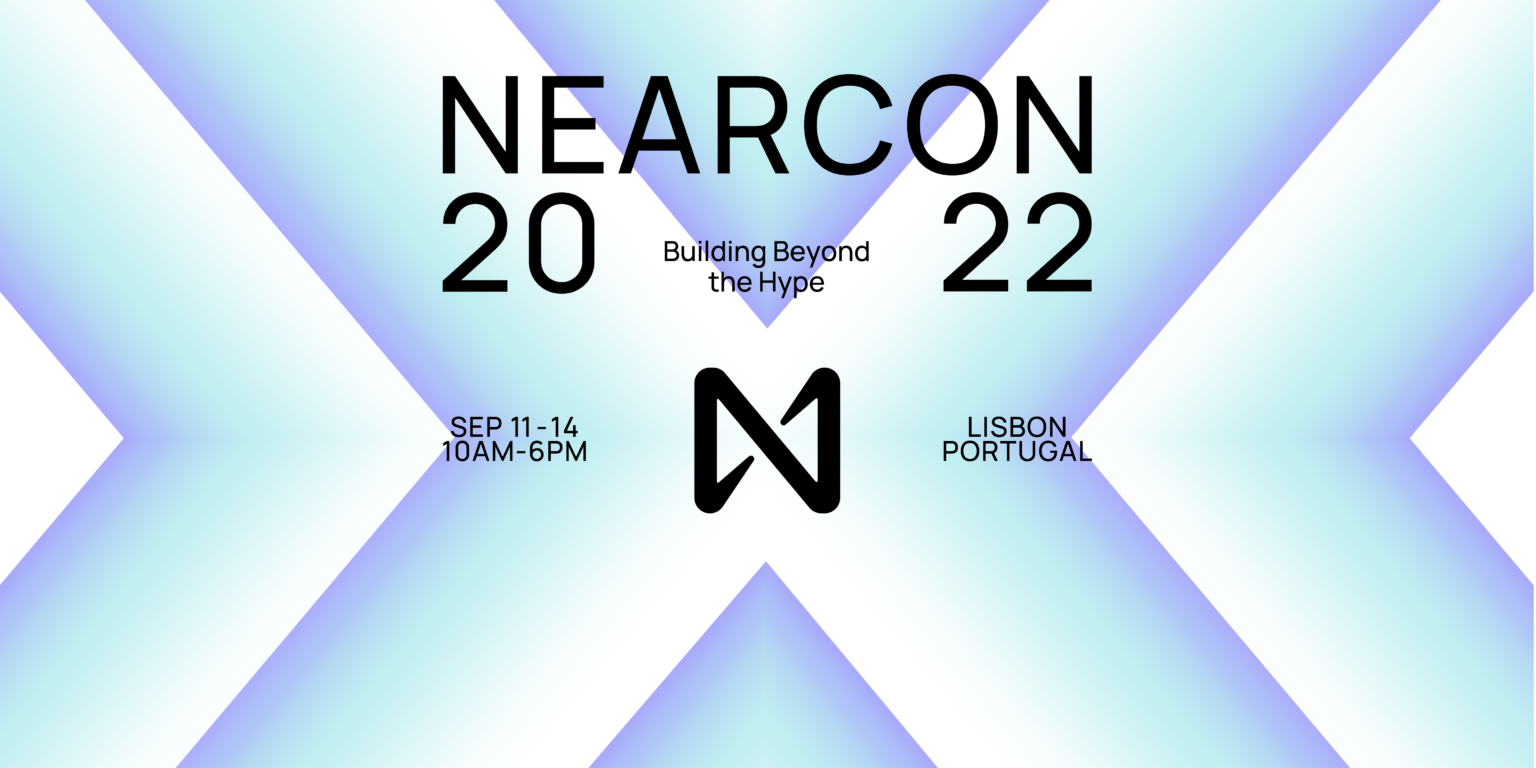 NEARCON
20 22
Building Beyond
the Hype
SEP 11-14
10AM-6PM
LISBON
PORTUGAL